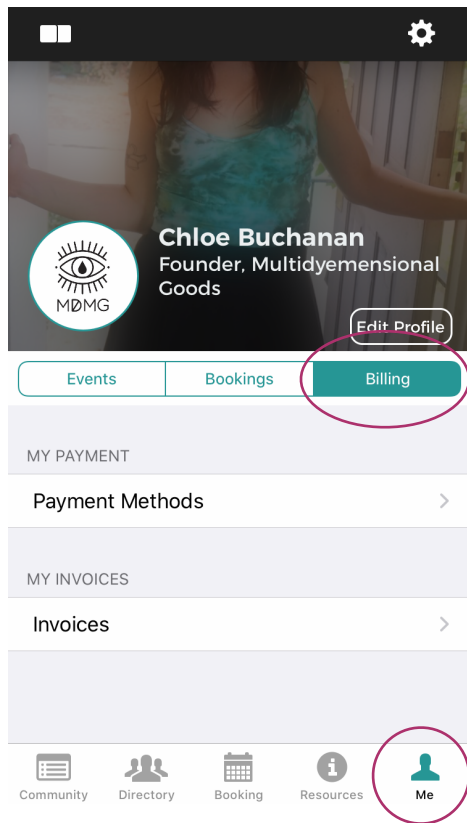 Chloe Buchanan
Founder, Multidyemensional
Goods
MDMG
Edit Profile
Events
Bookings
Billing
MY PAYMENT
Payment Methods
MY INVOICES
Invoices
Community
Directory
Booking
Resources
Me